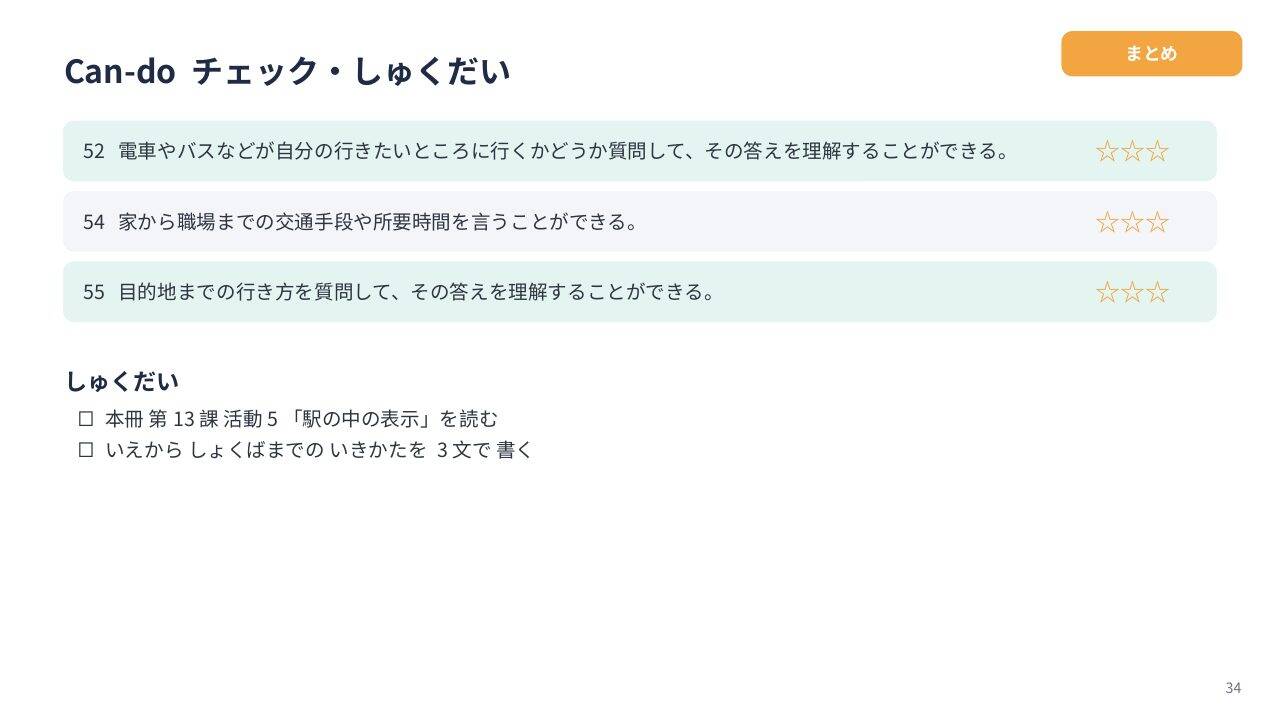 まとめ
Can-do チェック・しゅくだい
52 電車やバスなどが自分の行きたいところに行くかどうか質問して、その答えを理解することができる。 ☆☆☆
54 家から職場までの交通手段や所要時間を言うことができる。 ☆☆☆
55 目的地までの行き方を質問して、その答えを理解することができる。 ☆☆☆
しゅくだい
☐ 本冊 第 13 課 活動 5 「駅の中の表示」を読む
☐ いえから しょくばまでの いきかたを 3 文で 書く
34